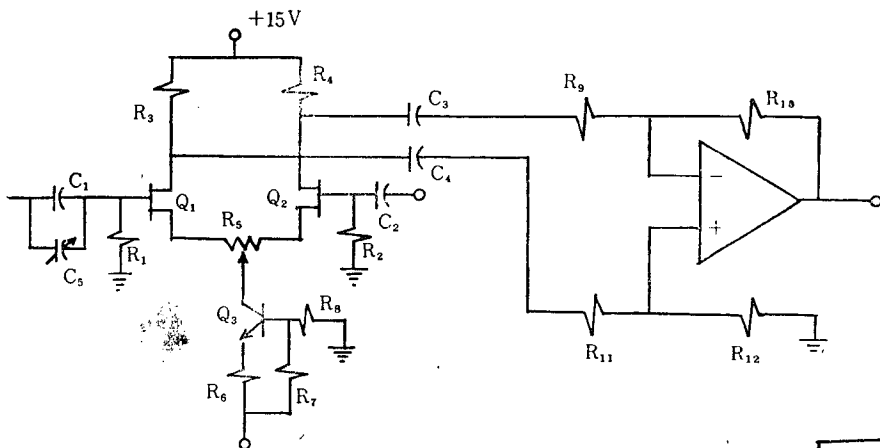 +15V
R₃
R₄
C₃
R₉
R₁₃
C₄
C₁
Q₁
Q₂
C₂
−
+
R₅
R₁
R₂
C₅
Q₃
R₈
R₁₁
R₁₂
R₆
R₇